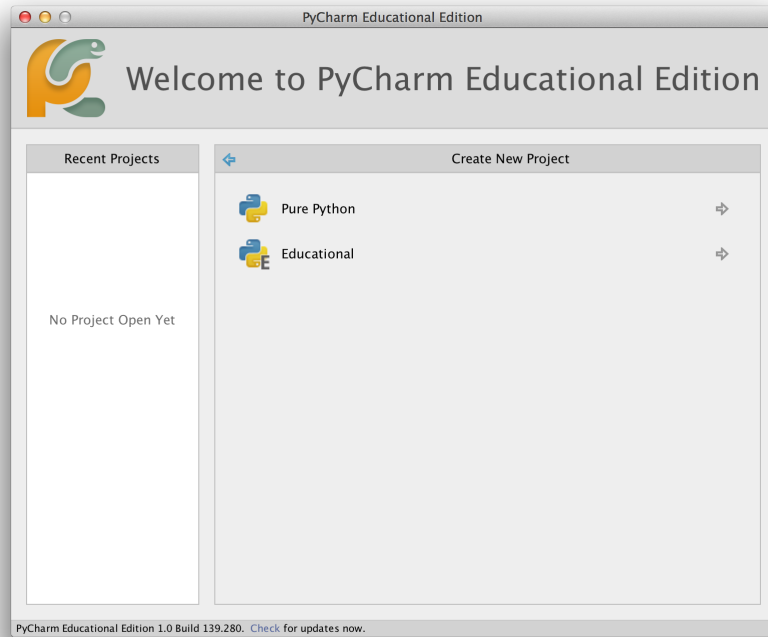 PyCharm Educational Edition
Welcome to PyCharm Educational Edition
Recent Projects
No Project Open Yet
Create New Project
Pure Python
Educational
PyCharm Educational Edition 1.0 Build 139.280. Check for updates now.